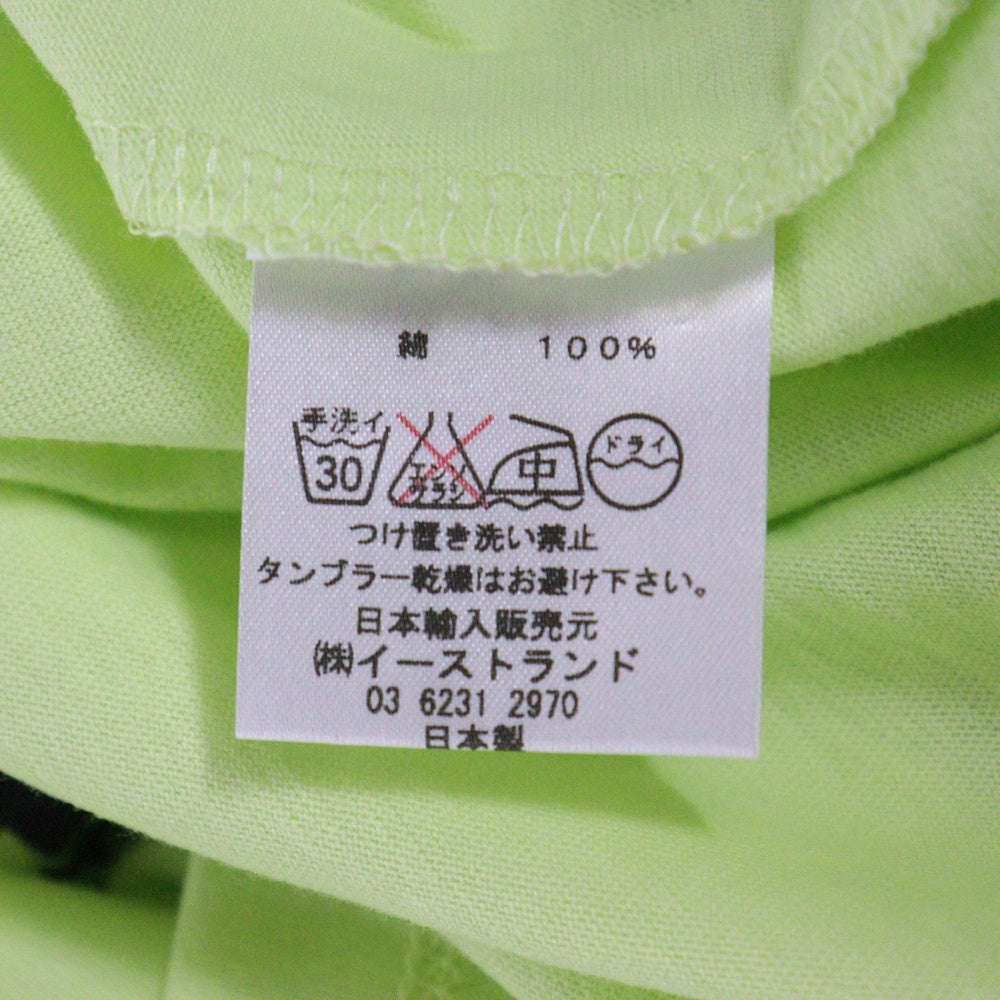 綿 100%
手洗イ 30 エンソ サラシ 中 ドライ
つけ置き洗い禁止
タンブラー乾燥はお避け下さい。
日本輸入販売元
㈱イーストランド
03 6231 2970
日本製